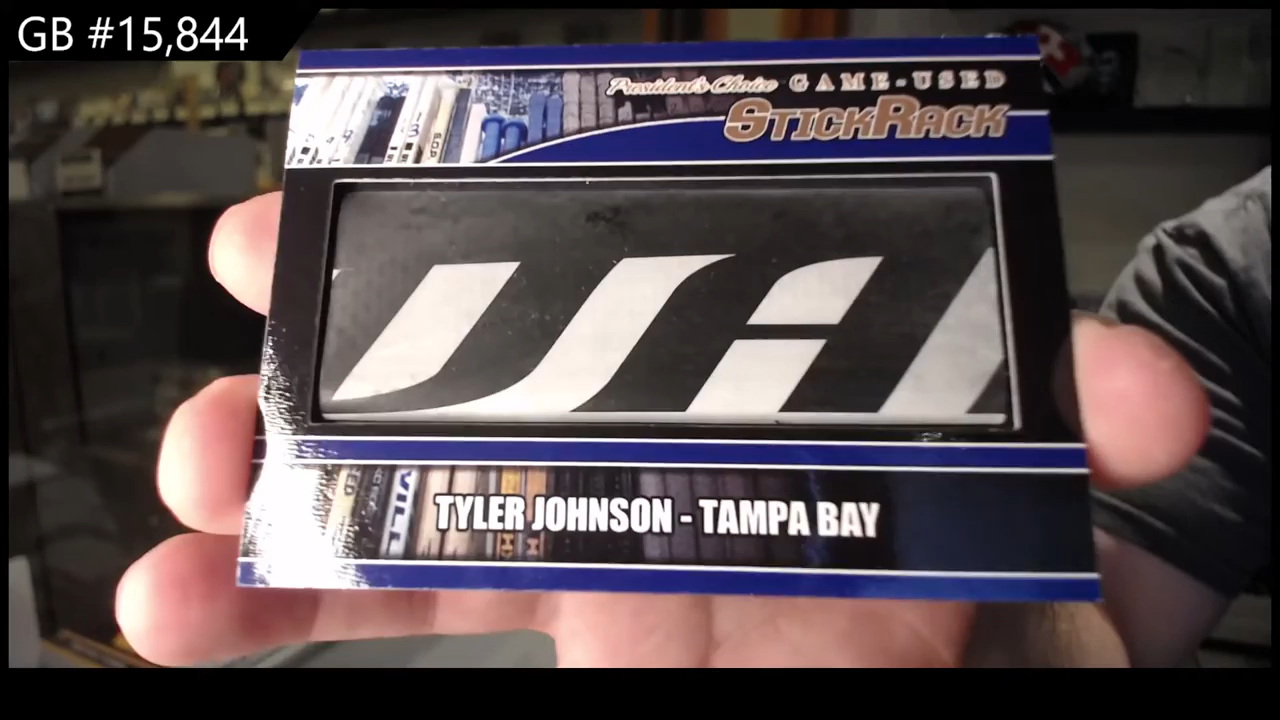 GB #15,844
President's Choice GAME-USED
STICKRACK
TYLER JOHNSON - TAMPA BAY